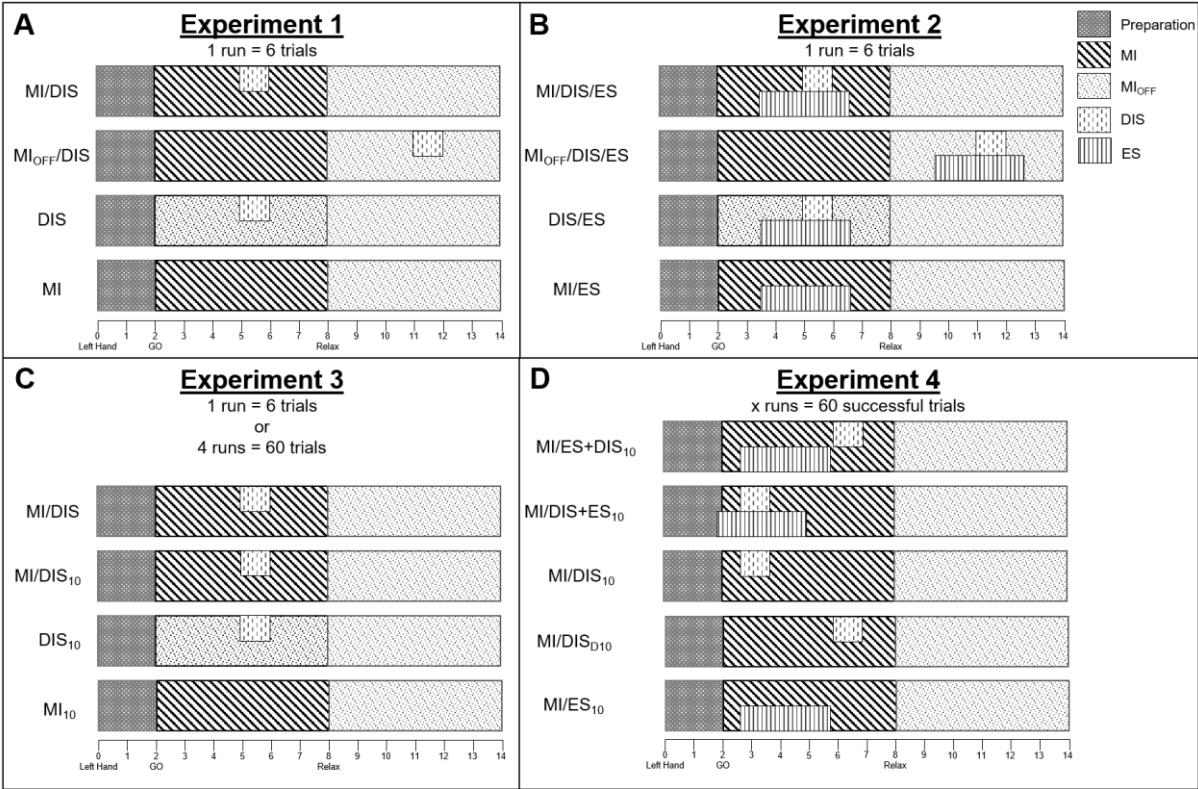 A
Experiment 1
1 run = 6 trials
MI/DIS
MIOFF/DIS
DIS
MI
0 1 2 3 4 5 6 7 8 9 10 11 12 13 14
Left Hand GO Relax
B
Experiment 2
1 run = 6 trials
MI/DIS/ES
MIOFF/DIS/ES
DIS/ES
MI/ES
0 1 2 3 4 5 6 7 8 9 10 11 12 13 14
Left Hand GO Relax
Preparation
MI
MIOFF
DIS
ES
C
Experiment 3
1 run = 6 trials
or
4 runs = 60 trials
MI/DIS
MI/DIS10
DIS10
MI10
0 1 2 3 4 5 6 7 8 9 10 11 12 13 14
Left Hand GO Relax
D
Experiment 4
x runs = 60 successful trials
MI/ES+DIS10
MI/DIS+ES10
MI/DIS10
MI/DISD10
MI/ES10
0 1 2 3 4 5 6 7 8 9 10 11 12 13 14
Left Hand GO Relax